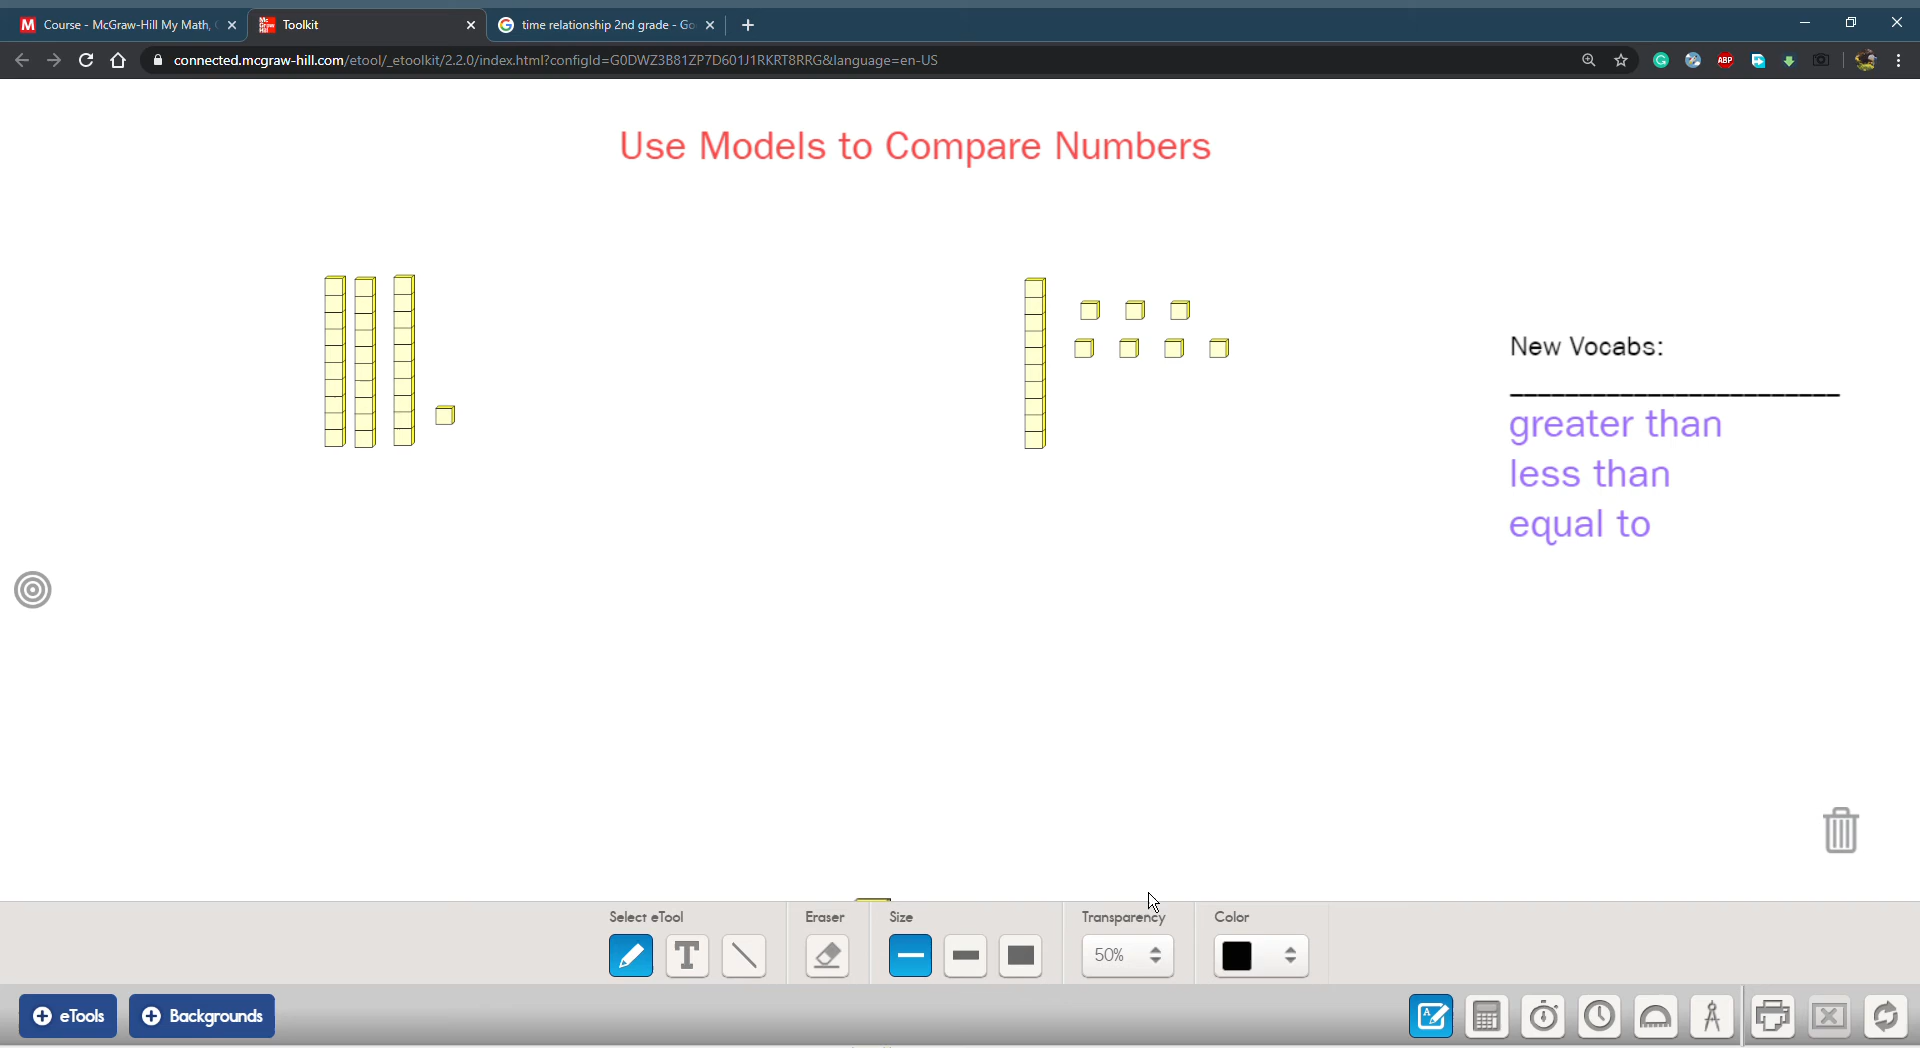 Course - McGraw-Hill My Math,
Toolkit
time relationship 2nd grade - Go
connected.mcgraw-hill.com/etool/_etoolkit/2.2.0/index.html?configId=G0DWZ3B81ZP7D601J1RKRT8RRG&language=en-US
ABP
Use Models to Compare Numbers
New Vocabs:
greater than
less than
equal to
Select eTool
Eraser
Size
Transparency
Color
T
50%
eTools
Backgrounds
A